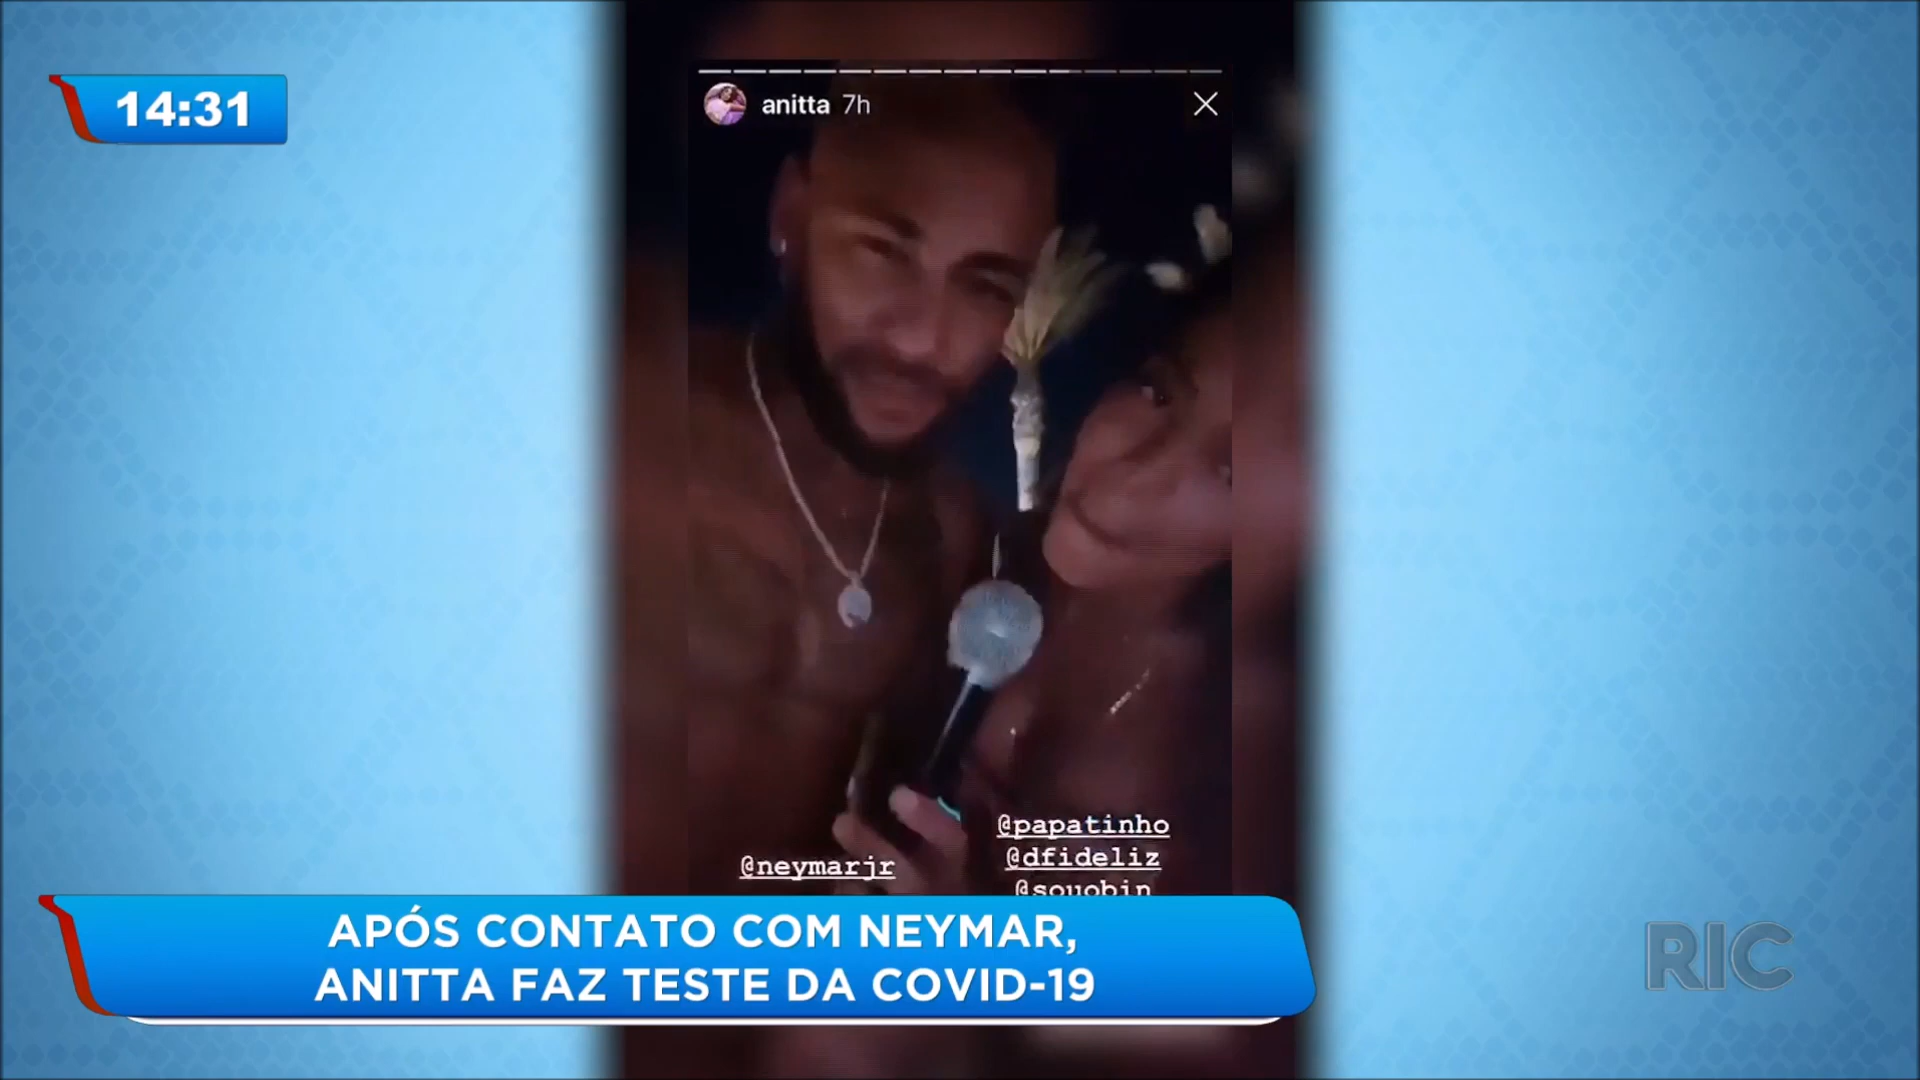 14:31
anitta 7h
@papatinho
@dfideliz
@neymarjr
APÓS CONTATO COM NEYMAR,
ANITTA FAZ TESTE DA COVID-19
RIC